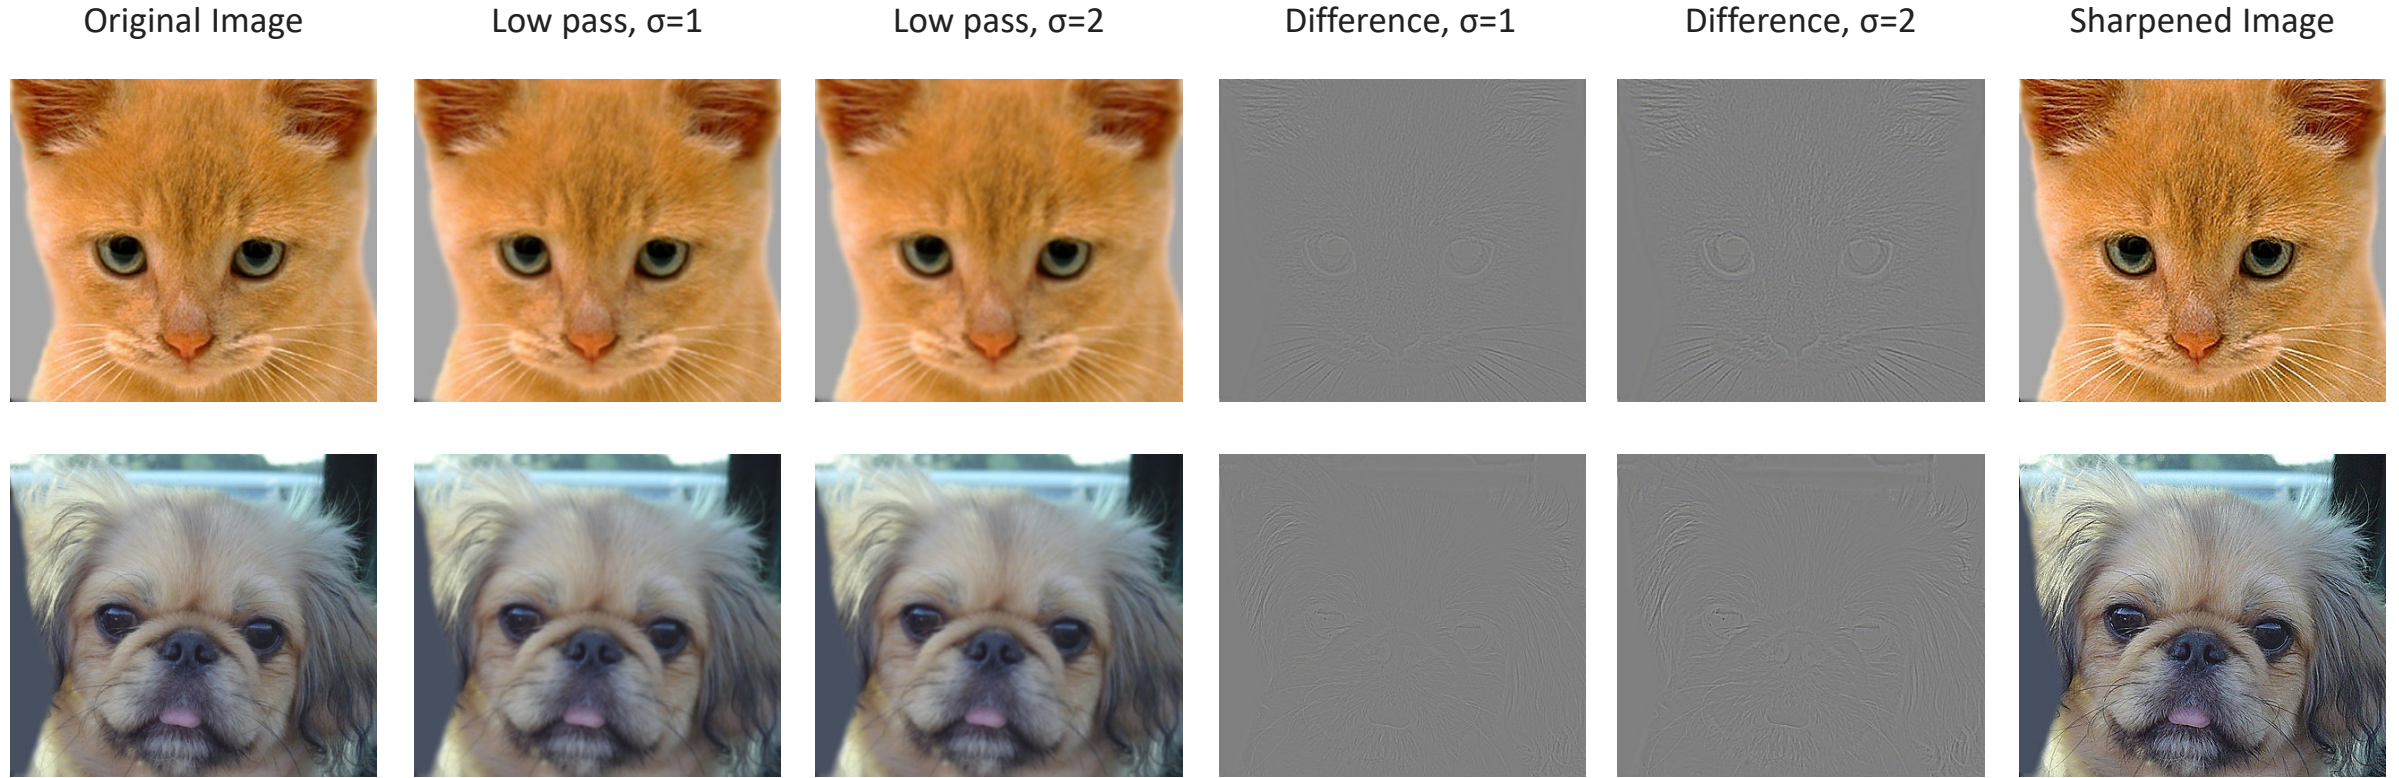 Original Image
Low pass, σ=1
Low pass, σ=2
Difference, σ=1
Difference, σ=2
Sharpened Image